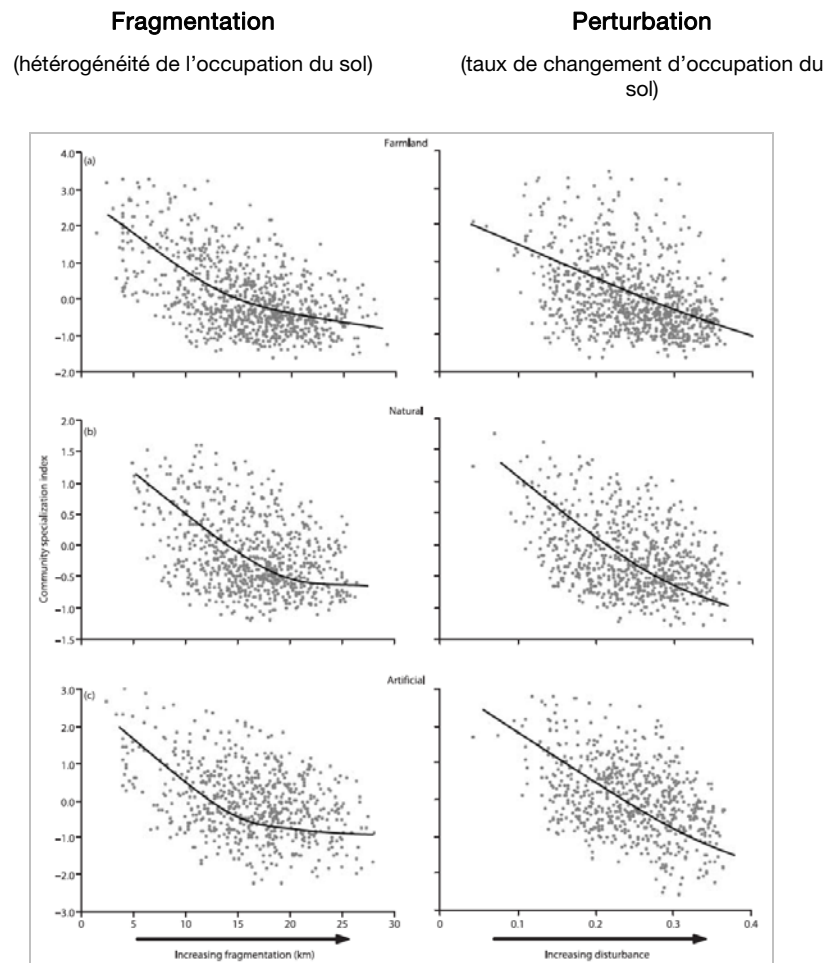 Fragmentation
(hétérogénéité de l'occupation du sol)
Perturbation
(taux de changement d'occupation du
sol)
Farmland
(a)
4.0
3.0
2.0
1.0
0.0
−1.0
−2.0
Natural
(b)
2.0
1.5
1.0
0.5
0.0
−0.5
−1.0
−1.5
Community specialization index
Artificial
(c)
3.0
2.0
1.0
0.0
−1.0
−2.0
−3.0
0 5 10 15 20 25 30
Increasing fragmentation (km)
0 0.1 0.2 0.3 0.4
Increasing disturbance